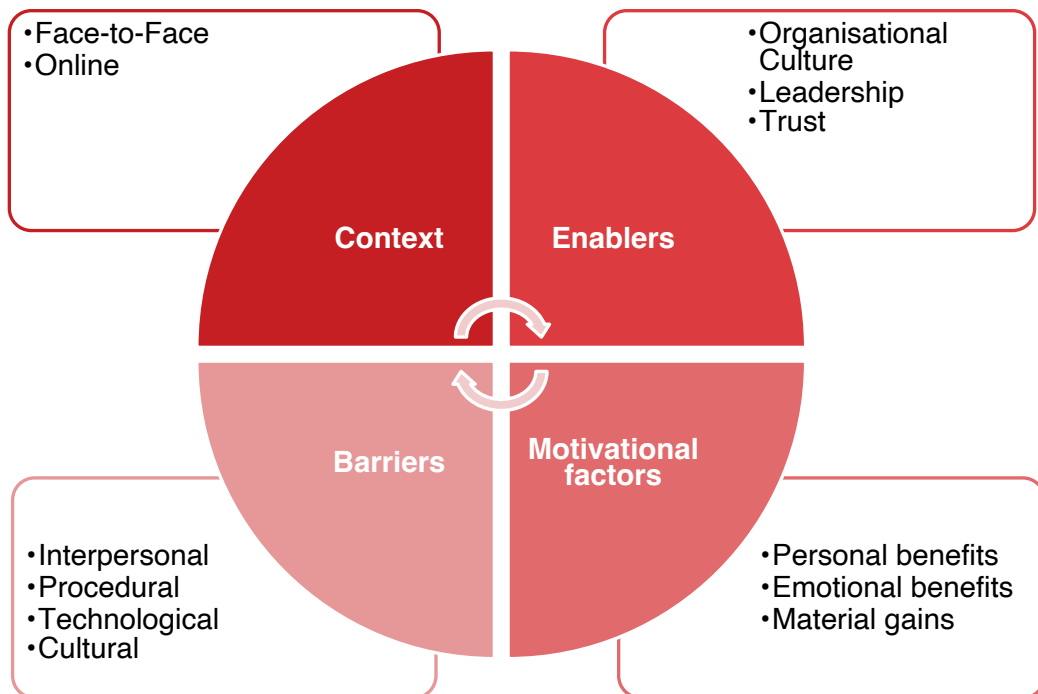 •Face-to-Face
•Online
•Organisational
Culture
•Leadership
•Trust
Context
Enablers
Barriers
Motivational
factors
•Interpersonal
•Procedural
•Technological
•Cultural
•Personal benefits
•Emotional benefits
•Material gains